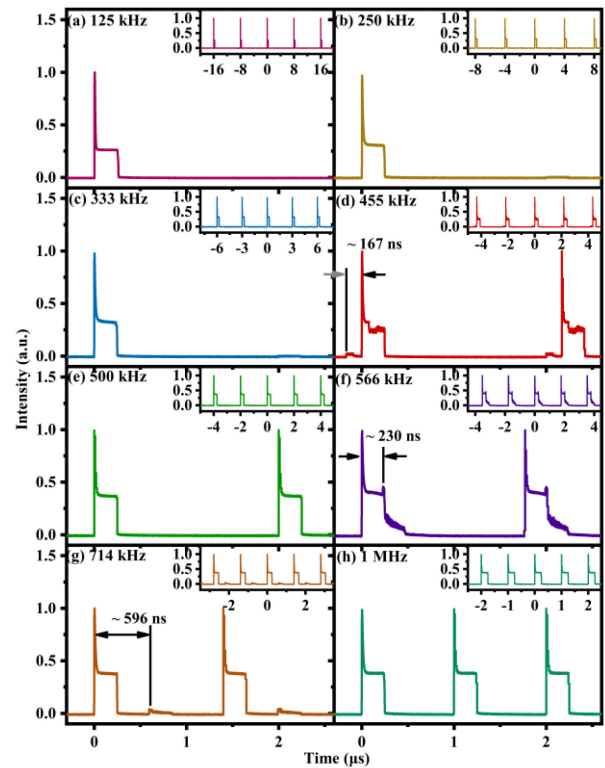 (a) 125 kHz
1.5
1.0
0.5
0.0
1.0
0.5
0.0
-16 -8 0 8 16
(b) 250 kHz
1.0
0.5
0.0
-8 -4 0 4 8
(c) 333 kHz
1.5
1.0
0.5
0.0
1.0
0.5
0.0
-6 -3 0 3 6
(d) 455 kHz
1.0
0.5
0.0
-4 -2 0 2 4
~ 167 ns
(e) 500 kHz
1.5
1.0
0.5
0.0
1.0
0.5
0.0
-4 -2 0 2 4
(f) 566 kHz
1.0
0.5
0.0
-4 -2 0 2 4
~ 230 ns
(g) 714 kHz
1.5
1.0
0.5
0.0
1.0
0.5
0.0
-2 0 2
~ 596 ns
(h) 1 MHz
1.0
0.5
0.0
-2 -1 0 1 2
0 1 2 0 1 2
Intensity (a.u.)
Time (μs)